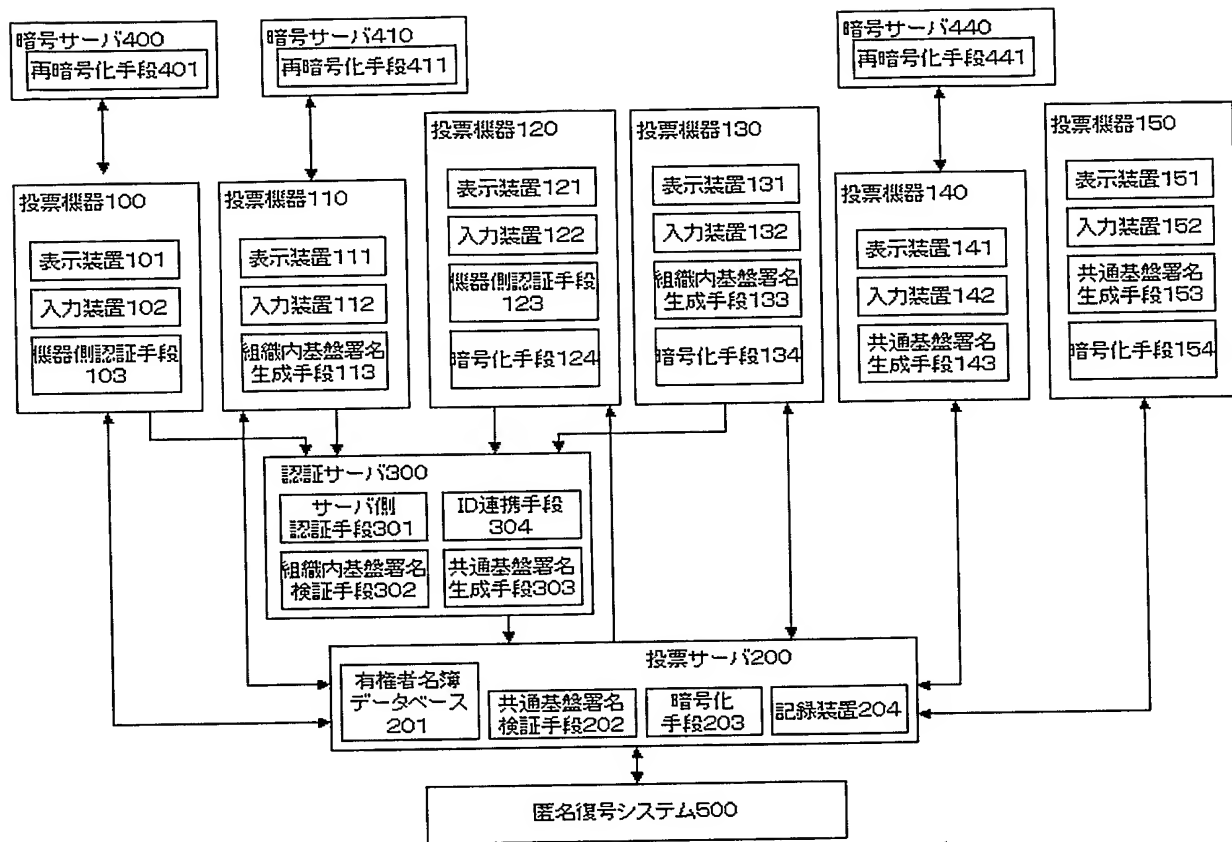 暗号サーバ400
再暗号化手段401
暗号サーバ410
再暗号化手段411
暗号サーバ440
再暗号化手段441
投票機器100
表示装置101
入力装置102
機器側認証手段
103
投票機器110
表示装置111
入力装置112
組織内基盤署名
生成手段113
投票機器120
表示装置121
入力装置122
機器側認証手段
123
暗号化手段124
投票機器130
表示装置131
入力装置132
組織内基盤署名
生成手段133
暗号化手段134
投票機器140
表示装置141
入力装置142
共通基盤署名
生成手段143
投票機器150
表示装置151
入力装置152
共通基盤署名
生成手段153
暗号化手段154
認証サーバ300
サーバ側
認証手段301
ID連携手段
304
組織内基盤署名
検証手段302
共通基盤署名
生成手段303
投票サーバ200
有権者名簿
データベース
201
共通基盤署名
検証手段202
暗号化
手段203
記録装置204
匿名復号システム500